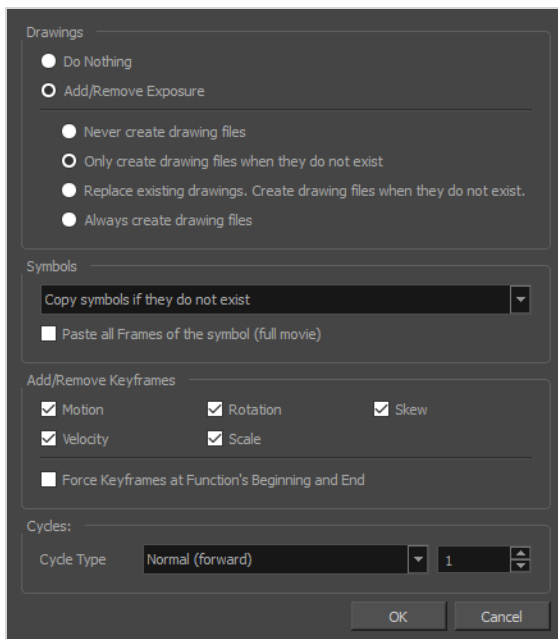 Drawings
Do Nothing
Add/Remove Exposure
Never create drawing files
Only create drawing files when they do not exist
Replace existing drawings. Create drawing files when they do not exist.
Always create drawing files
Symbols
Copy symbols if they do not exist
Paste all Frames of the symbol (full movie)
Add/Remove Keyframes
Motion Rotation Skew
Velocity Scale
Force Keyframes at Function's Beginning and End
Cycles:
Cycle Type Normal (forward) 1
OK Cancel